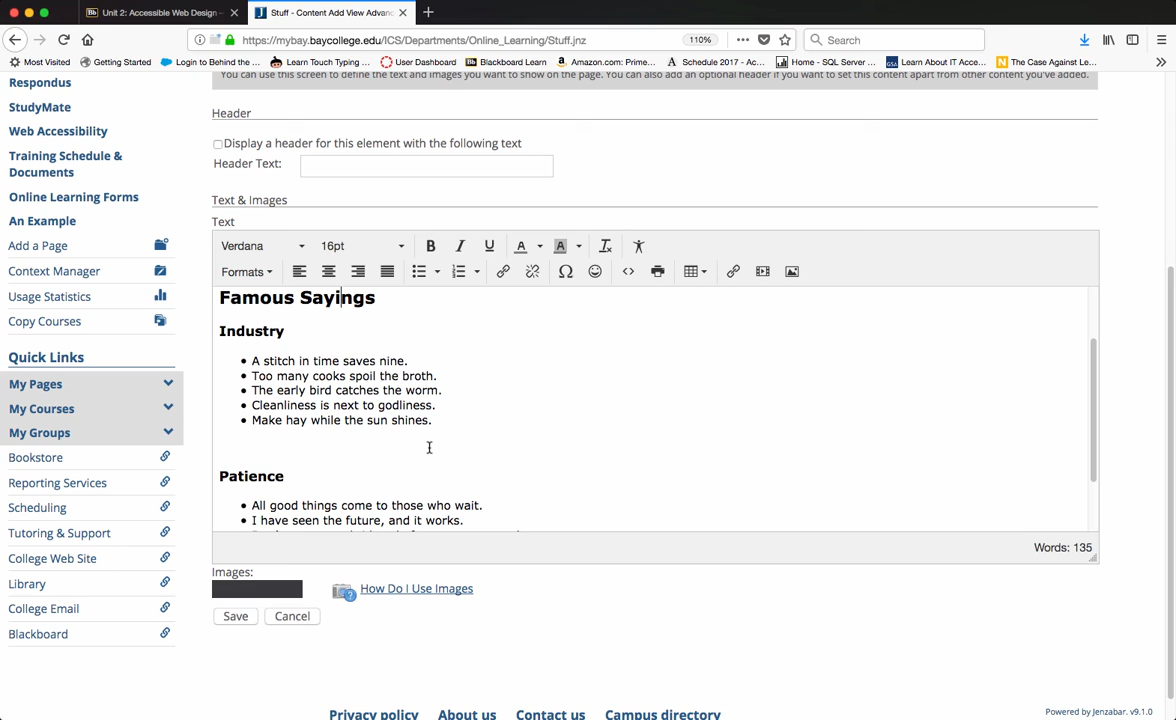 Unit 2: Accessible Web Design -
Stuff - Content Add View Advanc
https://mybay.baycollege.edu/ICS/Departments/Online_Learning/Stuff.jnz
110%
Search
Most Visited
Getting Started
Login to Behind the ...
Learn Touch Typing ...
User Dashboard
Blackboard Learn
Amazon.com: Prime...
Schedule 2017 - Ac...
Home - SQL Server ...
Learn About IT Acce...
The Case Against Le...
You can use this screen to define the text and images you want to show on the page. You can also add an optional header if you want to set this content apart from other content you've added.
Respondus
StudyMate
Web Accessibility
Training Schedule &
Documents
Online Learning Forms
An Example
Add a Page
Context Manager
Usage Statistics
Copy Courses
Quick Links
My Pages
My Courses
My Groups
Bookstore
Reporting Services
Scheduling
Tutoring & Support
College Web Site
Library
College Email
Blackboard
Header
Display a header for this element with the following text
Header Text:
Text & Images
Text
Verdana
16pt
Formats
Famous Sayings
Industry
• A stitch in time saves nine.
• Too many cooks spoil the broth.
• The early bird catches the worm.
• Cleanliness is next to godliness.
• Make hay while the sun shines.
Patience
• All good things come to those who wait.
• I have seen the future, and it works.
Words: 135
Images:
How Do I Use Images
Save
Cancel
Privacy policy
About us
Contact us
Campus directory
Powered by Jenzabar. v9.1.0